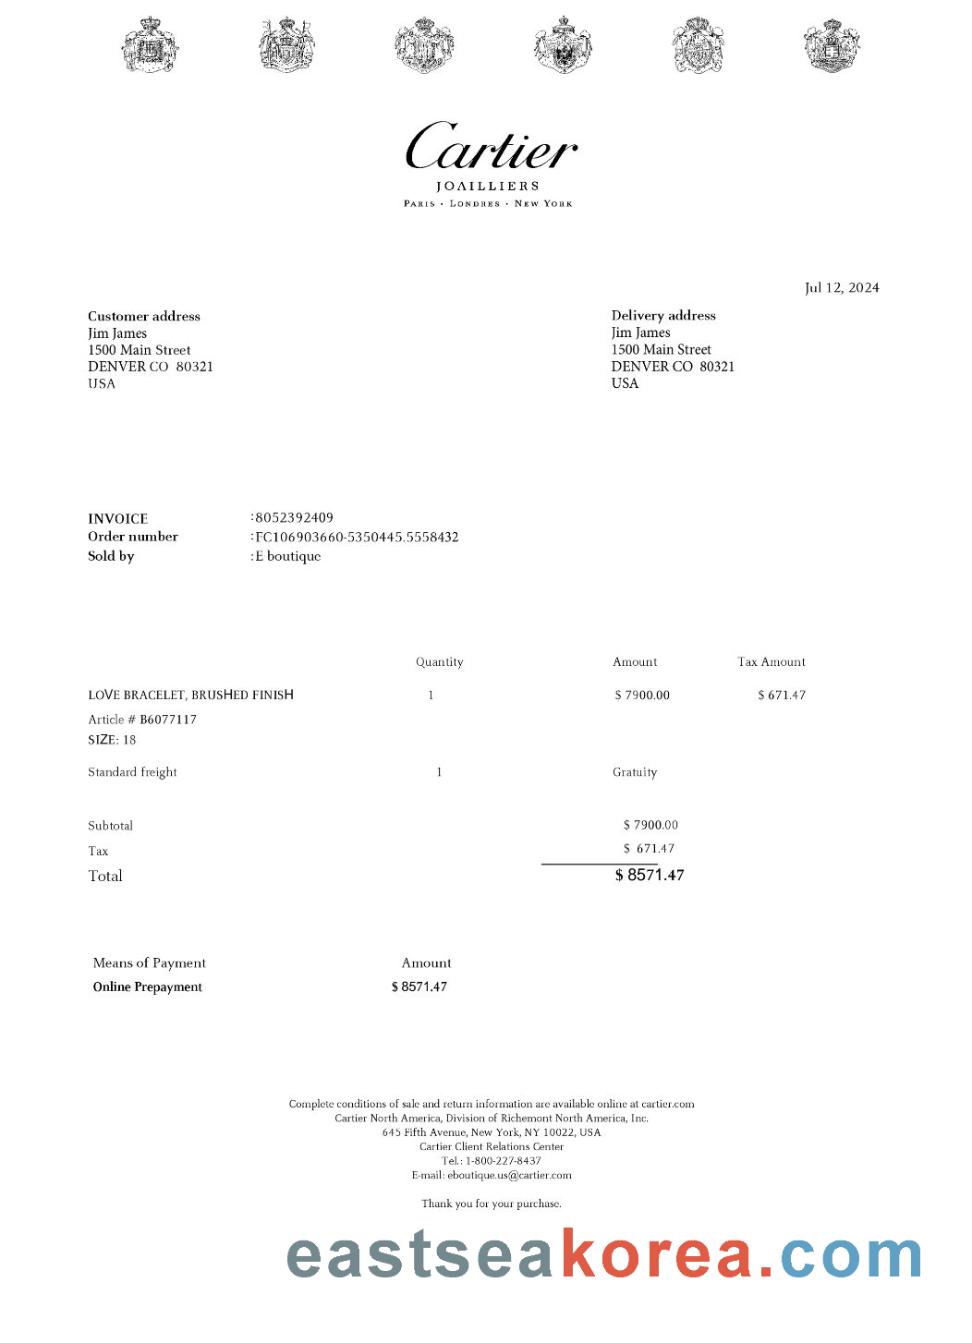 Cartier
JOAILLIERS
PARIS · LONDRES · NEW YORK
Jul 12, 2024
Customer address
Jim James
1500 Main Street
DENVER CO 80321
USA
Delivery address
Jim James
1500 Main Street
DENVER CO 80321
USA
INVOICE :8052392409
Order number :FC106903660-5350445.5558432
Sold by :E boutique
Quantity Amount Tax Amount
LOVE BRACELET, BRUSHED FINISH 1 $ 7900.00 $ 671.47
Article # B6077117
SIZE: 18
Standard freight 1 Gratuity
Subtotal $ 7900.00
Tax $ 671.47
Total $ 8571.47
Means of Payment Amount
Online Prepayment $ 8571.47
Complete conditions of sale and return information are available online at cartier.com
Cartier North America, Division of Richemont North America, Inc.
645 Fifth Avenue, New York, NY 10022, USA
Cartier Client Relations Center
Tel.: 1-800-227-8437
E-mail: eboutique.us@cartier.com
Thank you for your purchase.
eastseakorea.com